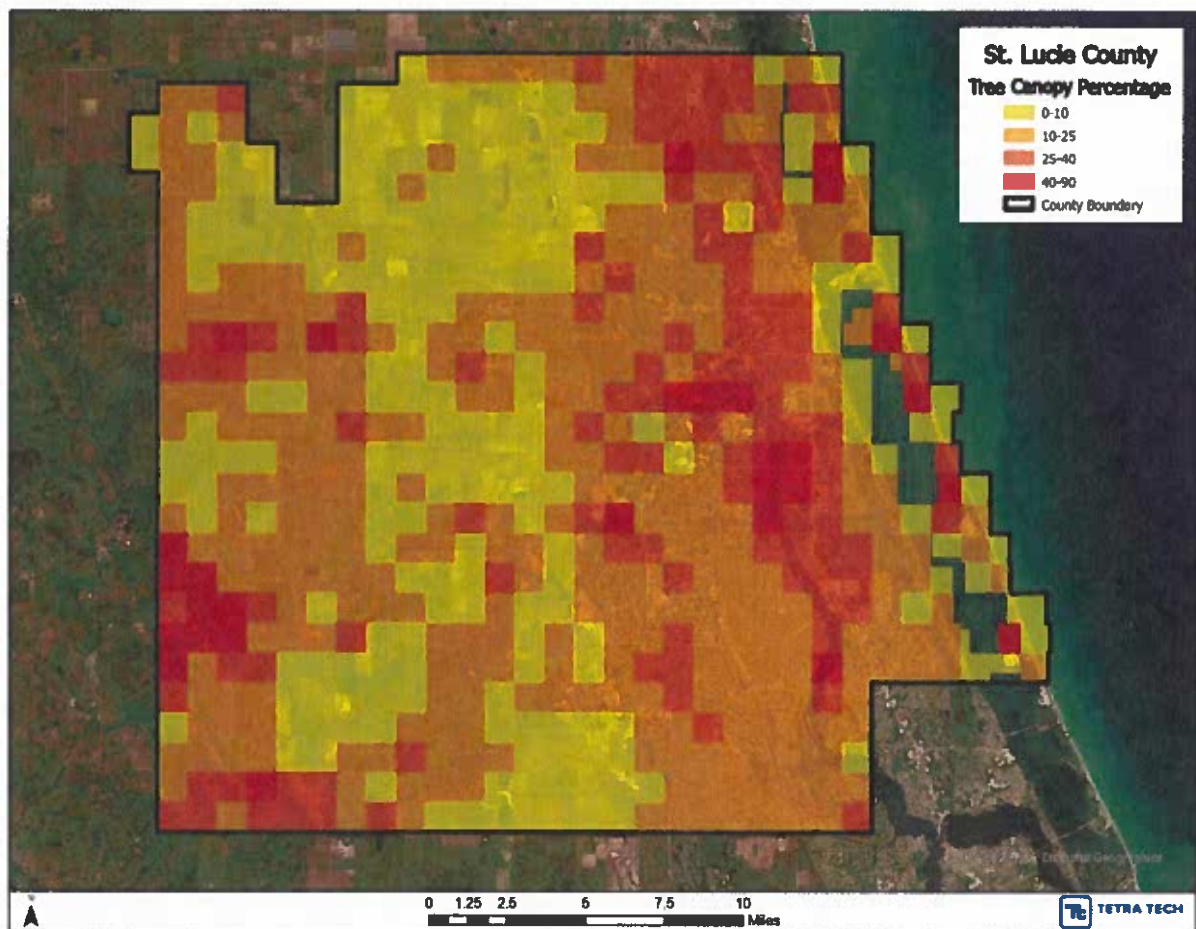 St. Lucie County
Tree Canopy Percentage
0-10
10-25
25-40
40-90
County Boundary
0 1.25 2.5 5 7.5 10
Miles
Tt TETRA TECH